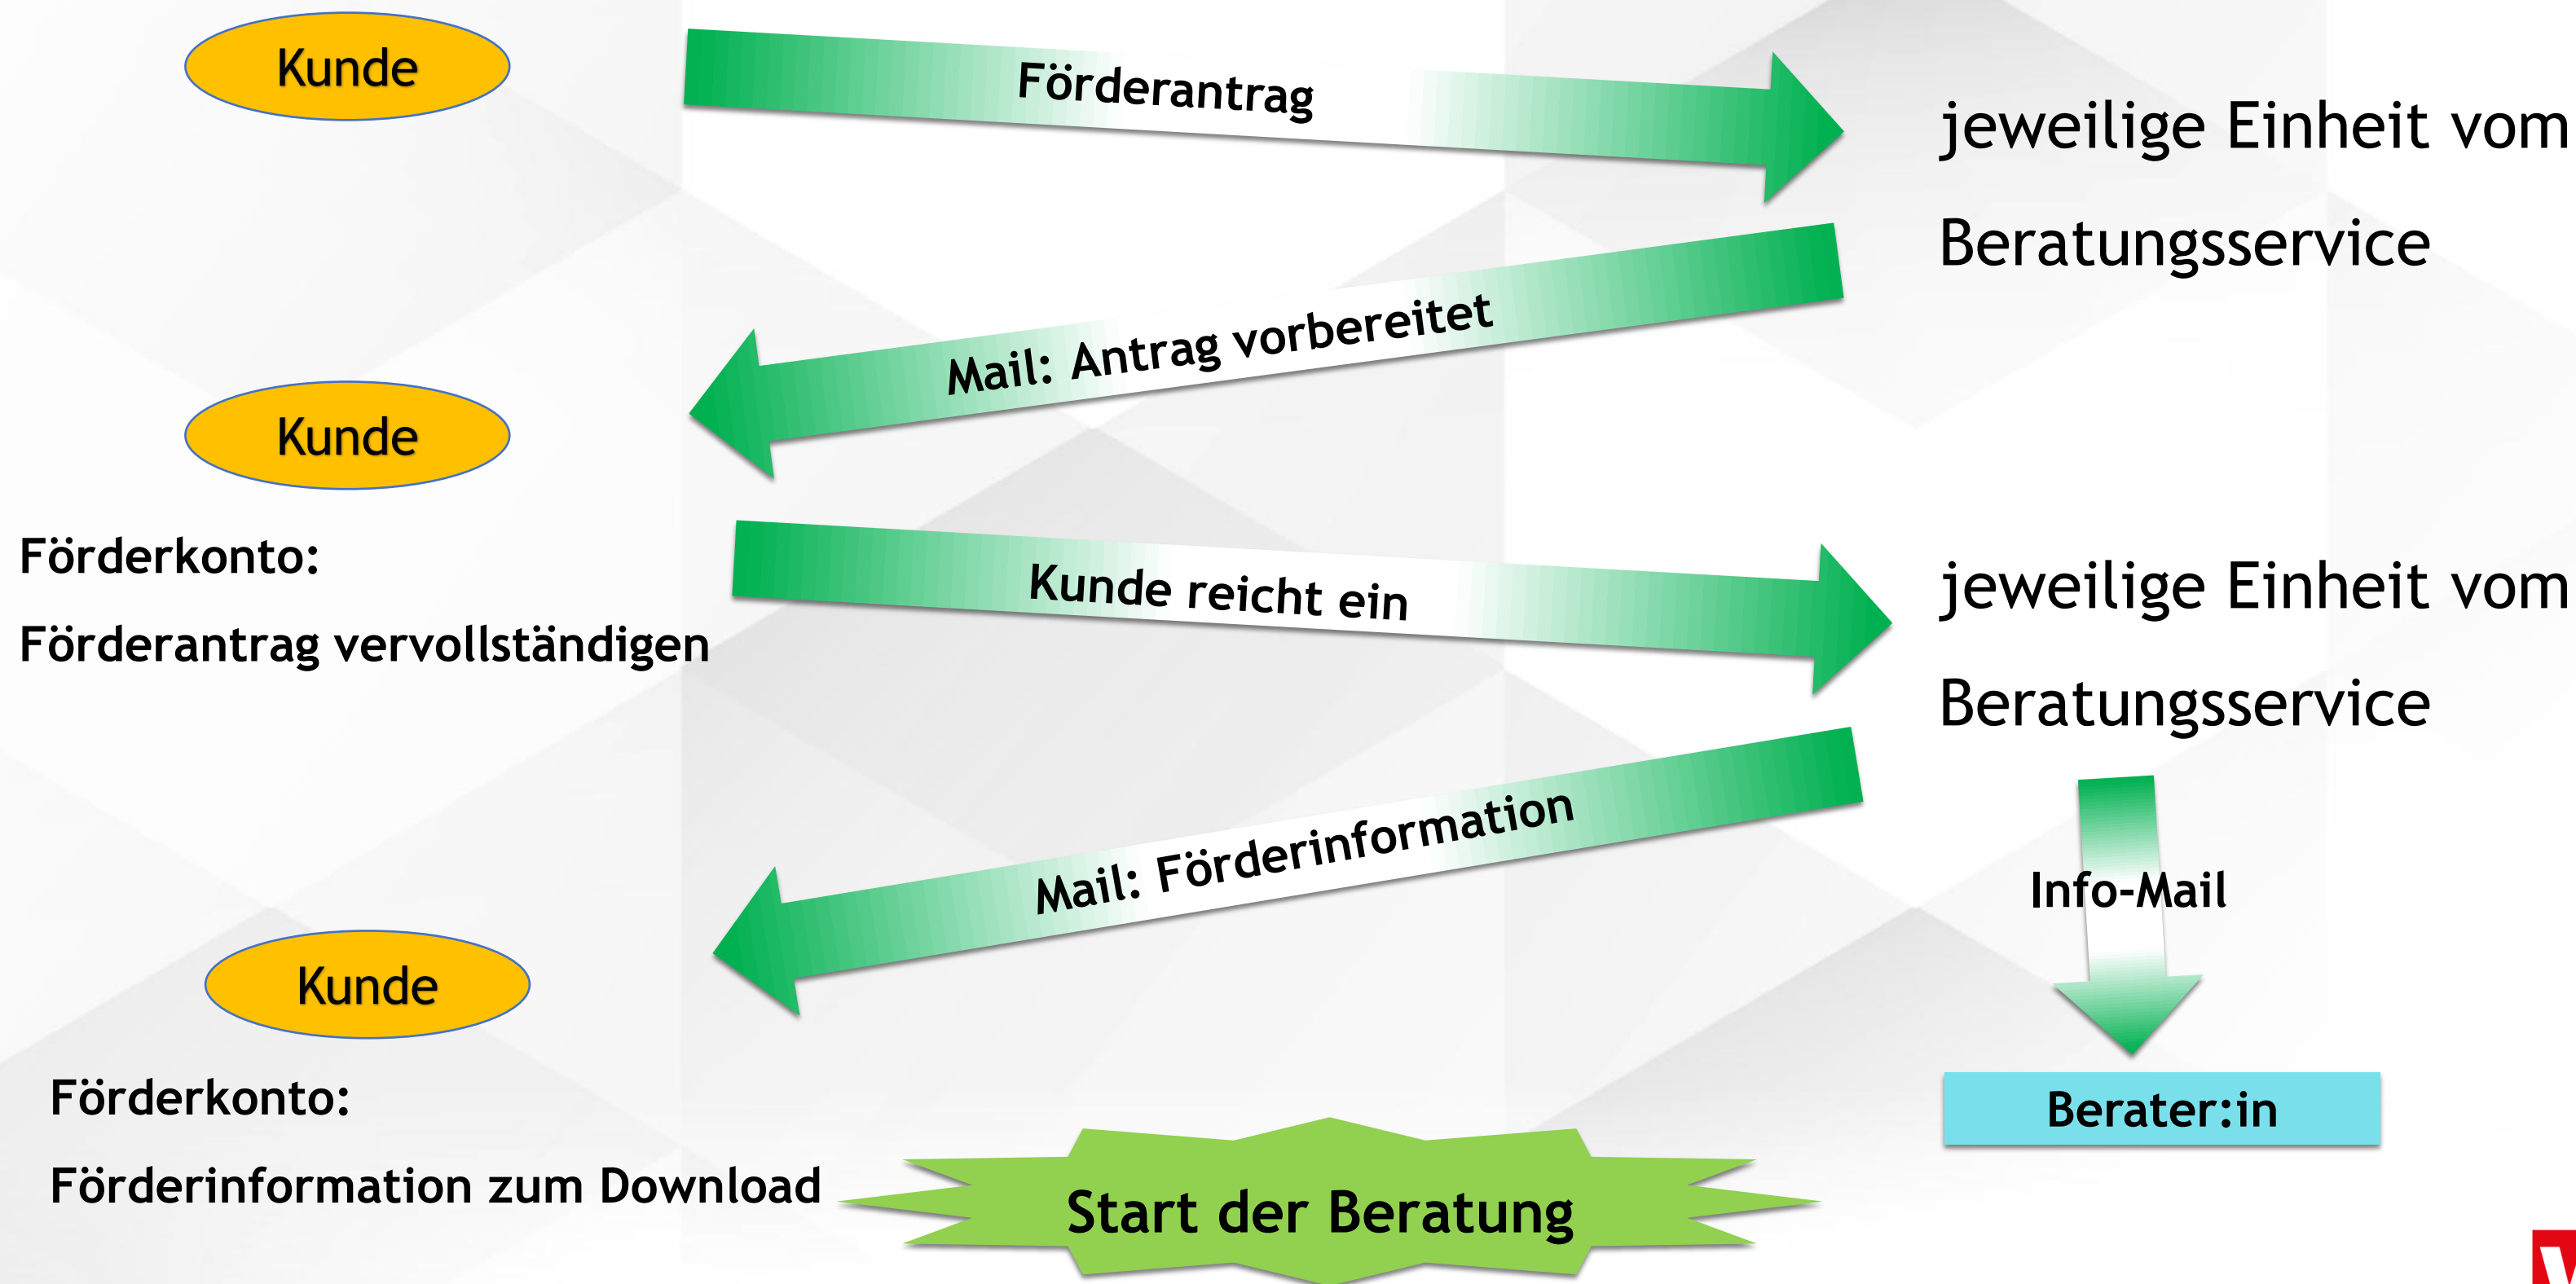 Kunde
Förderantrag
jeweilige Einheit vom
Beratungsservice
Mail: Antrag vorbereitet
Kunde
Förderkonto:
Förderantrag vervollständigen
Kunde reicht ein
jeweilige Einheit vom
Beratungsservice
Mail: Förderinformation
Info-Mail
Kunde
Förderkonto:
Förderinformation zum Download
Berater:in
Start der Beratung